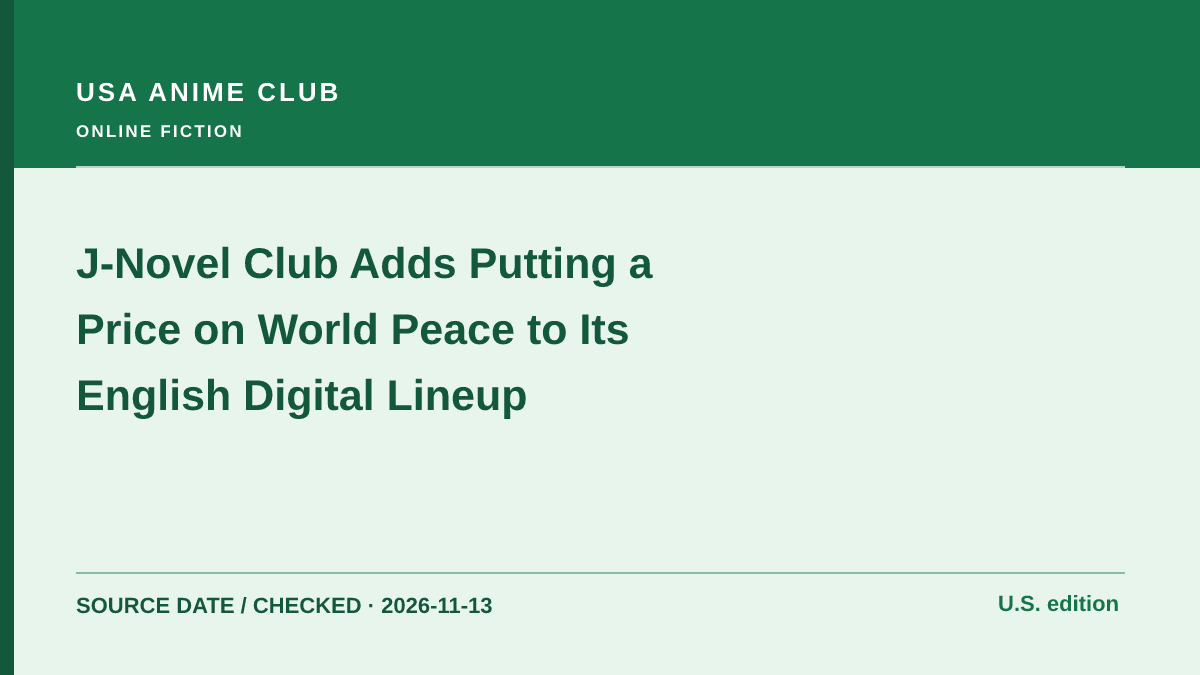 USA ANIME CLUB
ONLINE FICTION
J-Novel Club Adds Putting a
Price on World Peace to Its
English Digital Lineup
SOURCE DATE / CHECKED · 2026-11-13
U.S. edition